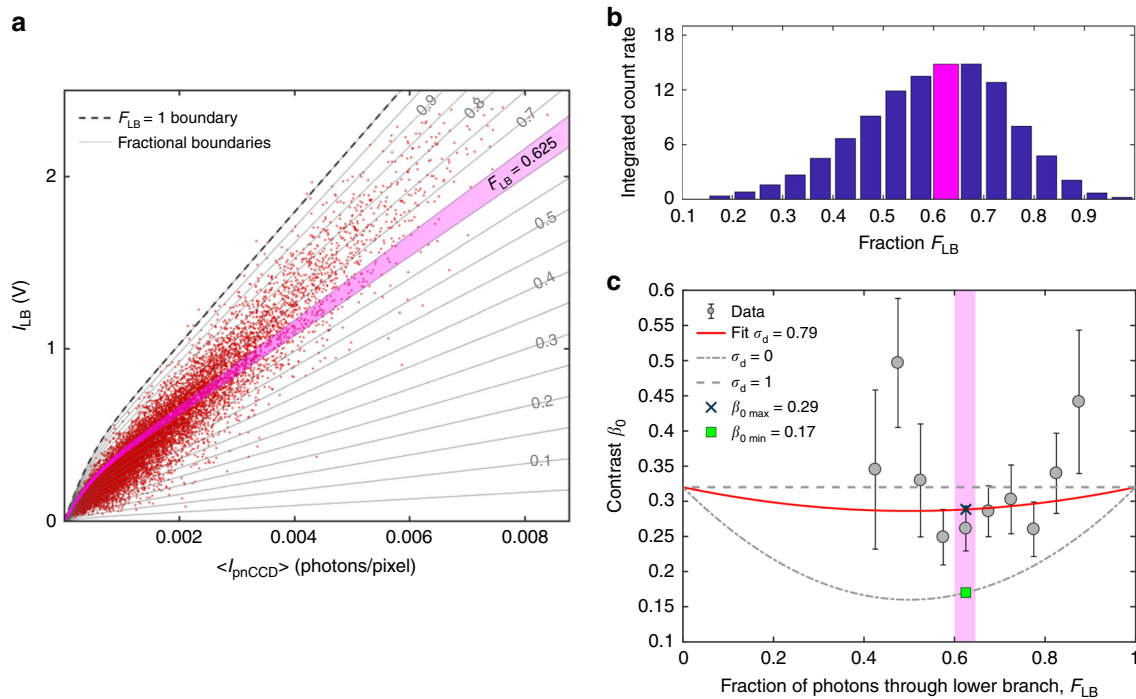 a
I_LB (V)
2
1
0
0.002
0.004
0.006
0.008
<I_pnCCD> (photons/pixel)
F_LB = 1 boundary
Fractional boundaries
0.9
0.8
0.7
F_LB = 0.625
0.5
0.4
0.3
0.2
0.1
b
Integrated count rate
18
12
6
0
0.1 0.2 0.3 0.4 0.5 0.6 0.7 0.8 0.9
Fraction F_LB
c
Contrast β_0
0.6
0.55
0.5
0.45
0.4
0.35
0.3
0.25
0.2
0.15
0.1
Data
Fit σ_d = 0.79
σ_d = 0
σ_d = 1
β_0 max = 0.29
β_0 min = 0.17
0 0.2 0.4 0.6 0.8 1
Fraction of photons through lower branch, F_LB